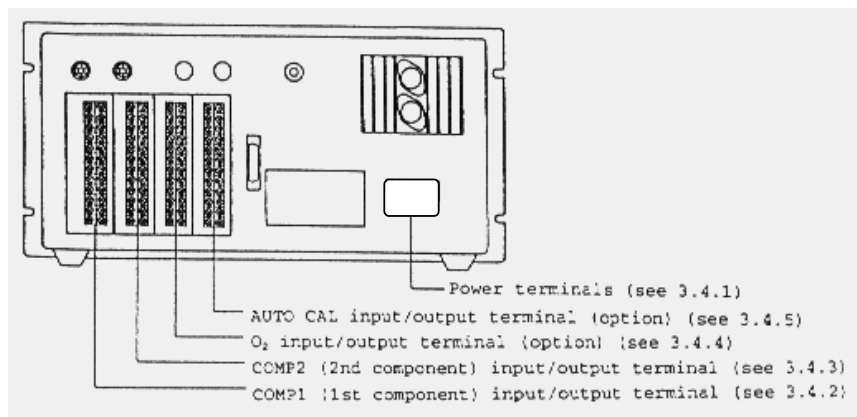 Power terminals (see 3.4.1)
AUTO CAL input/output terminal (option) (see 3.4.5)
O₂ input/output terminal (option) (see 3.4.4)
COMP2 (2nd component) input/output terminal (see 3.4.3)
COMP1 (1st component) input/output terminal (see 3.4.2)